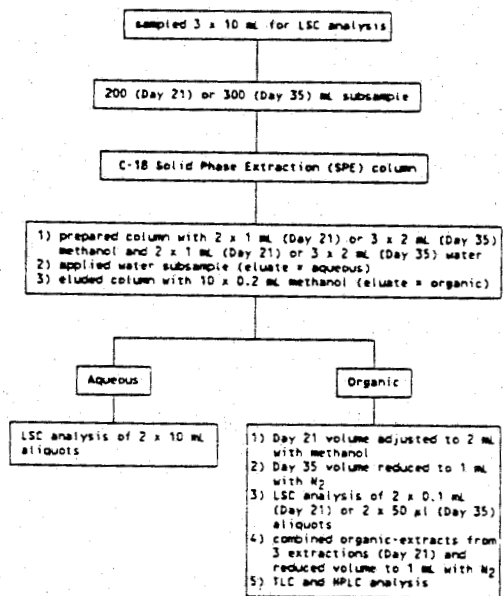 sampled 3 x 10 mL for LSC analysis
200 (Day 21) or 300 (Day 35) mL subsample
C-18 Solid Phase Extraction (SPE) column
1) prepared column with 2 x 1 mL (Day 21) or 3 x 2 mL (Day 35)
methanol and 2 x 1 mL (Day 21) or 3 x 2 mL (Day 35) water
2) applied water subsample (eluate = aqueous)
3) eluded column with 10 x 0.2 mL methanol (eluate = organic)
Aqueous
LSC analysis of 2 x 10 mL
aliquots
Organic
1) Day 21 volume adjusted to 2 mL
with methanol
2) Day 35 volume reduced to 1 mL
with N2
3) LSC analysis of 2 x 0.1 mL
(Day 21) or 2 x 50 µl (Day 35)
aliquots
4) combined organic-extracts from
3 extractions (Day 21) and
reduced volume to 1 mL with N2
5) TLC and HPLC analysis